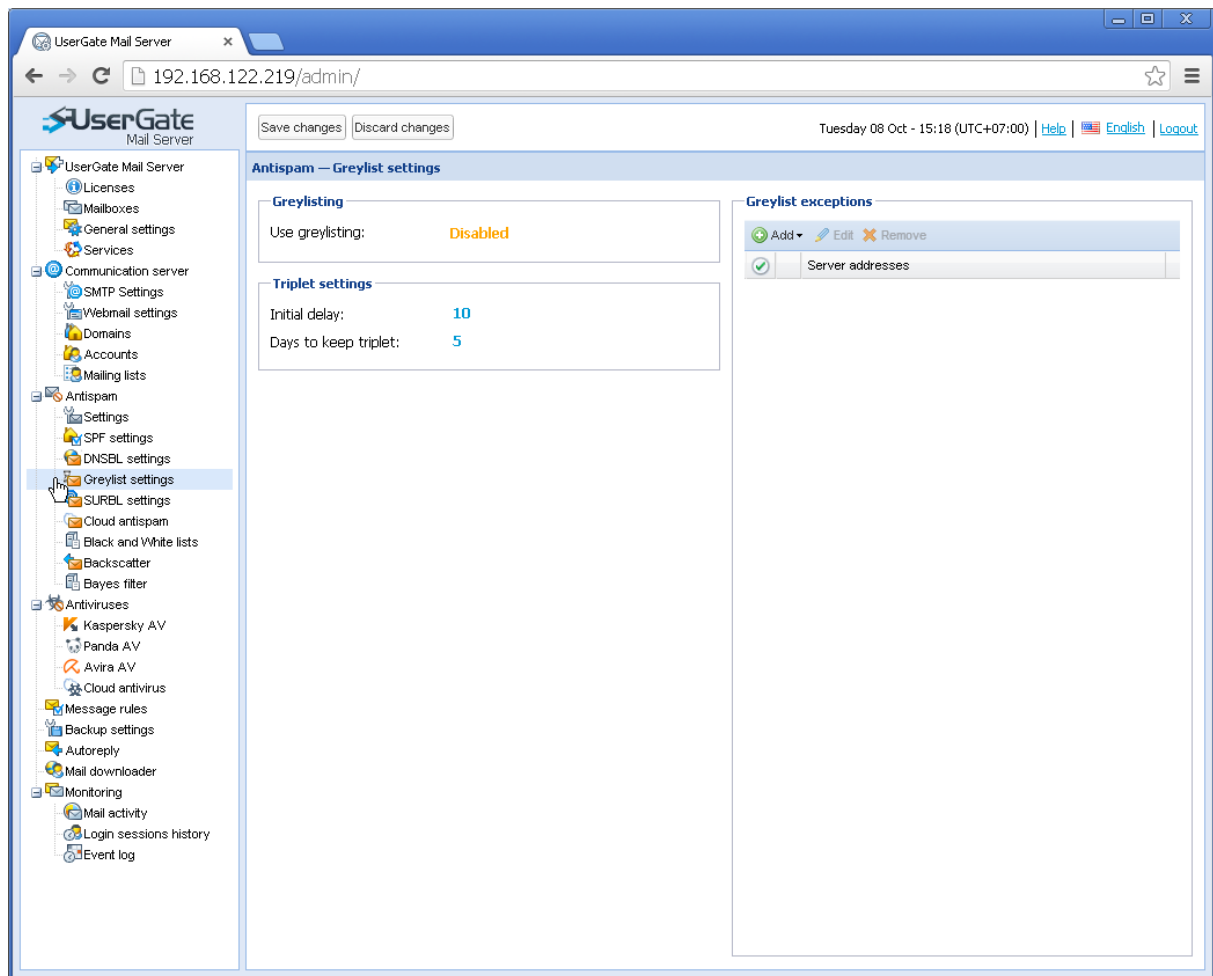 UserGate Mail Server
192.168.122.219/admin/
UserGate
Mail Server
Save changes Discard changes
Tuesday 08 Oct - 15:18 (UTC+07:00) | Help | English | Logout
UserGate Mail Server
Licenses
Mailboxes
General settings
Services
Communication server
SMTP Settings
Webmail settings
Domains
Accounts
Mailing lists
Antispam
Settings
SPF settings
DNSBL settings
Greylist settings
SURBL settings
Cloud antispam
Black and White lists
Backscatter
Bayes filter
Antiviruses
Kaspersky AV
Panda AV
Avira AV
Cloud antivirus
Message rules
Backup settings
Autoreply
Mail downloader
Monitoring
Mail activity
Login sessions history
Event log
Antispam — Greylist settings
Greylisting
Use greylisting: Disabled
Triplet settings
Initial delay: 10
Days to keep triplet: 5
Greylist exceptions
Add Edit Remove
Server addresses